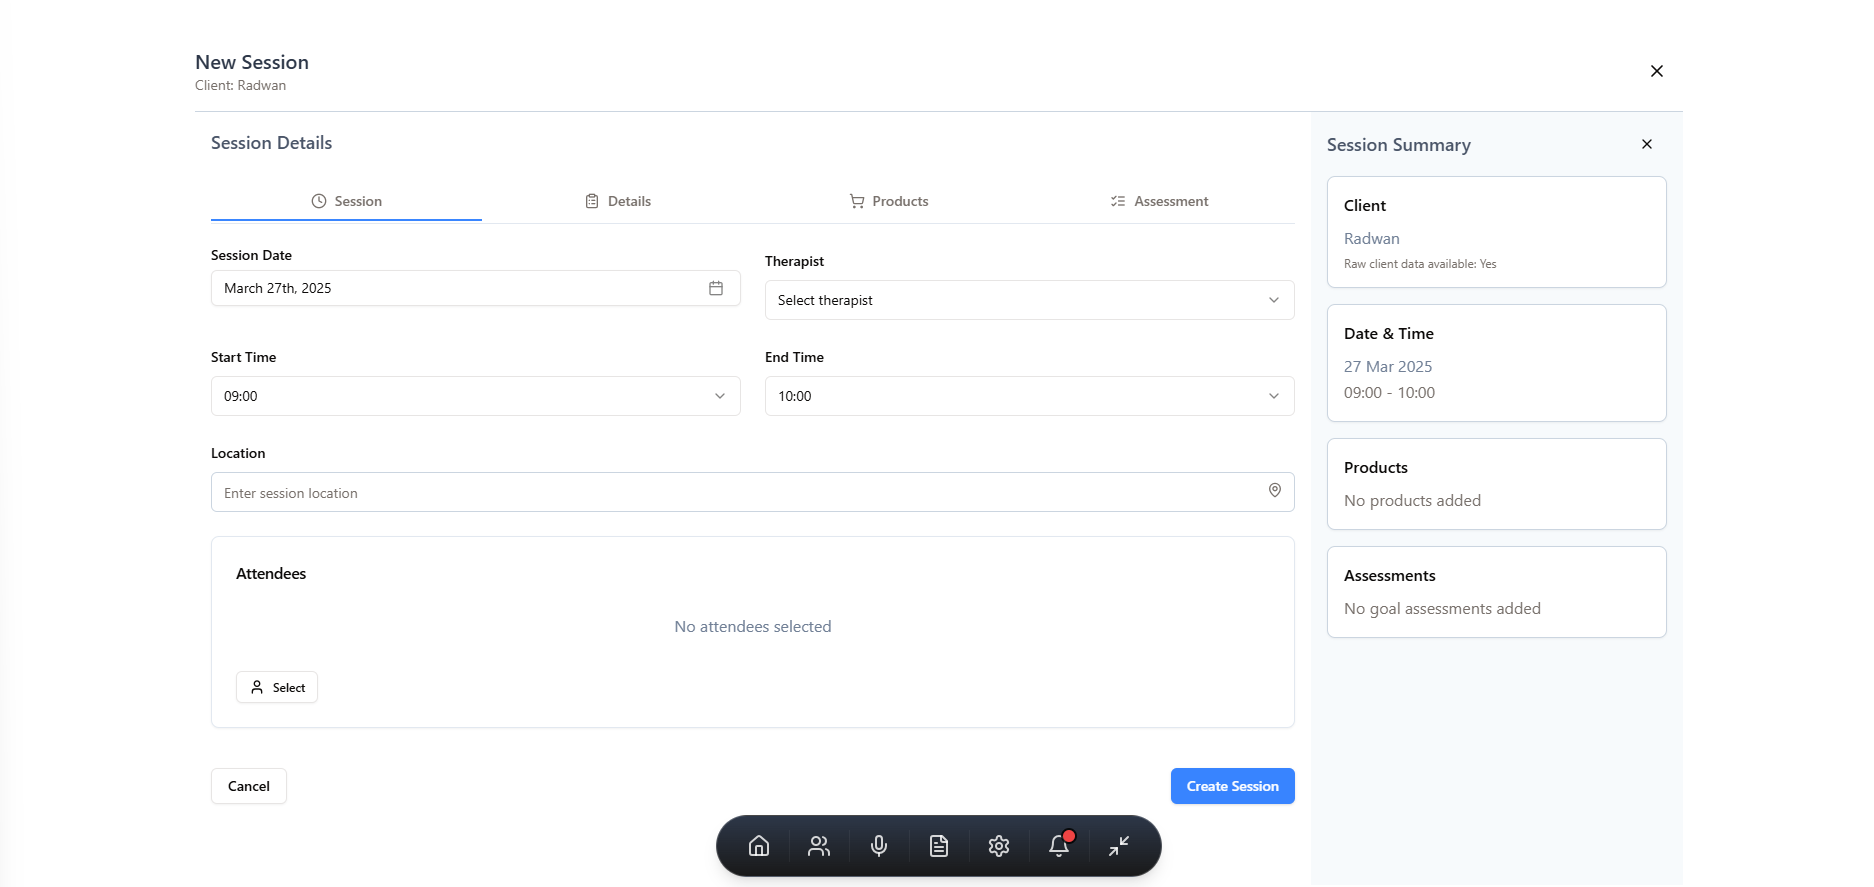 New Session
Client: Radwan
Session Details
Session
Details
Products
Assessment
Session Date
March 27th, 2025
Therapist
Select therapist
Start Time
09:00
End Time
10:00
Location
Enter session location
Attendees
No attendees selected
Select
Cancel
Create Session
Session Summary
Client
Radwan
Raw client data available: Yes
Date & Time
27 Mar 2025
09:00 - 10:00
Products
No products added
Assessments
No goal assessments added